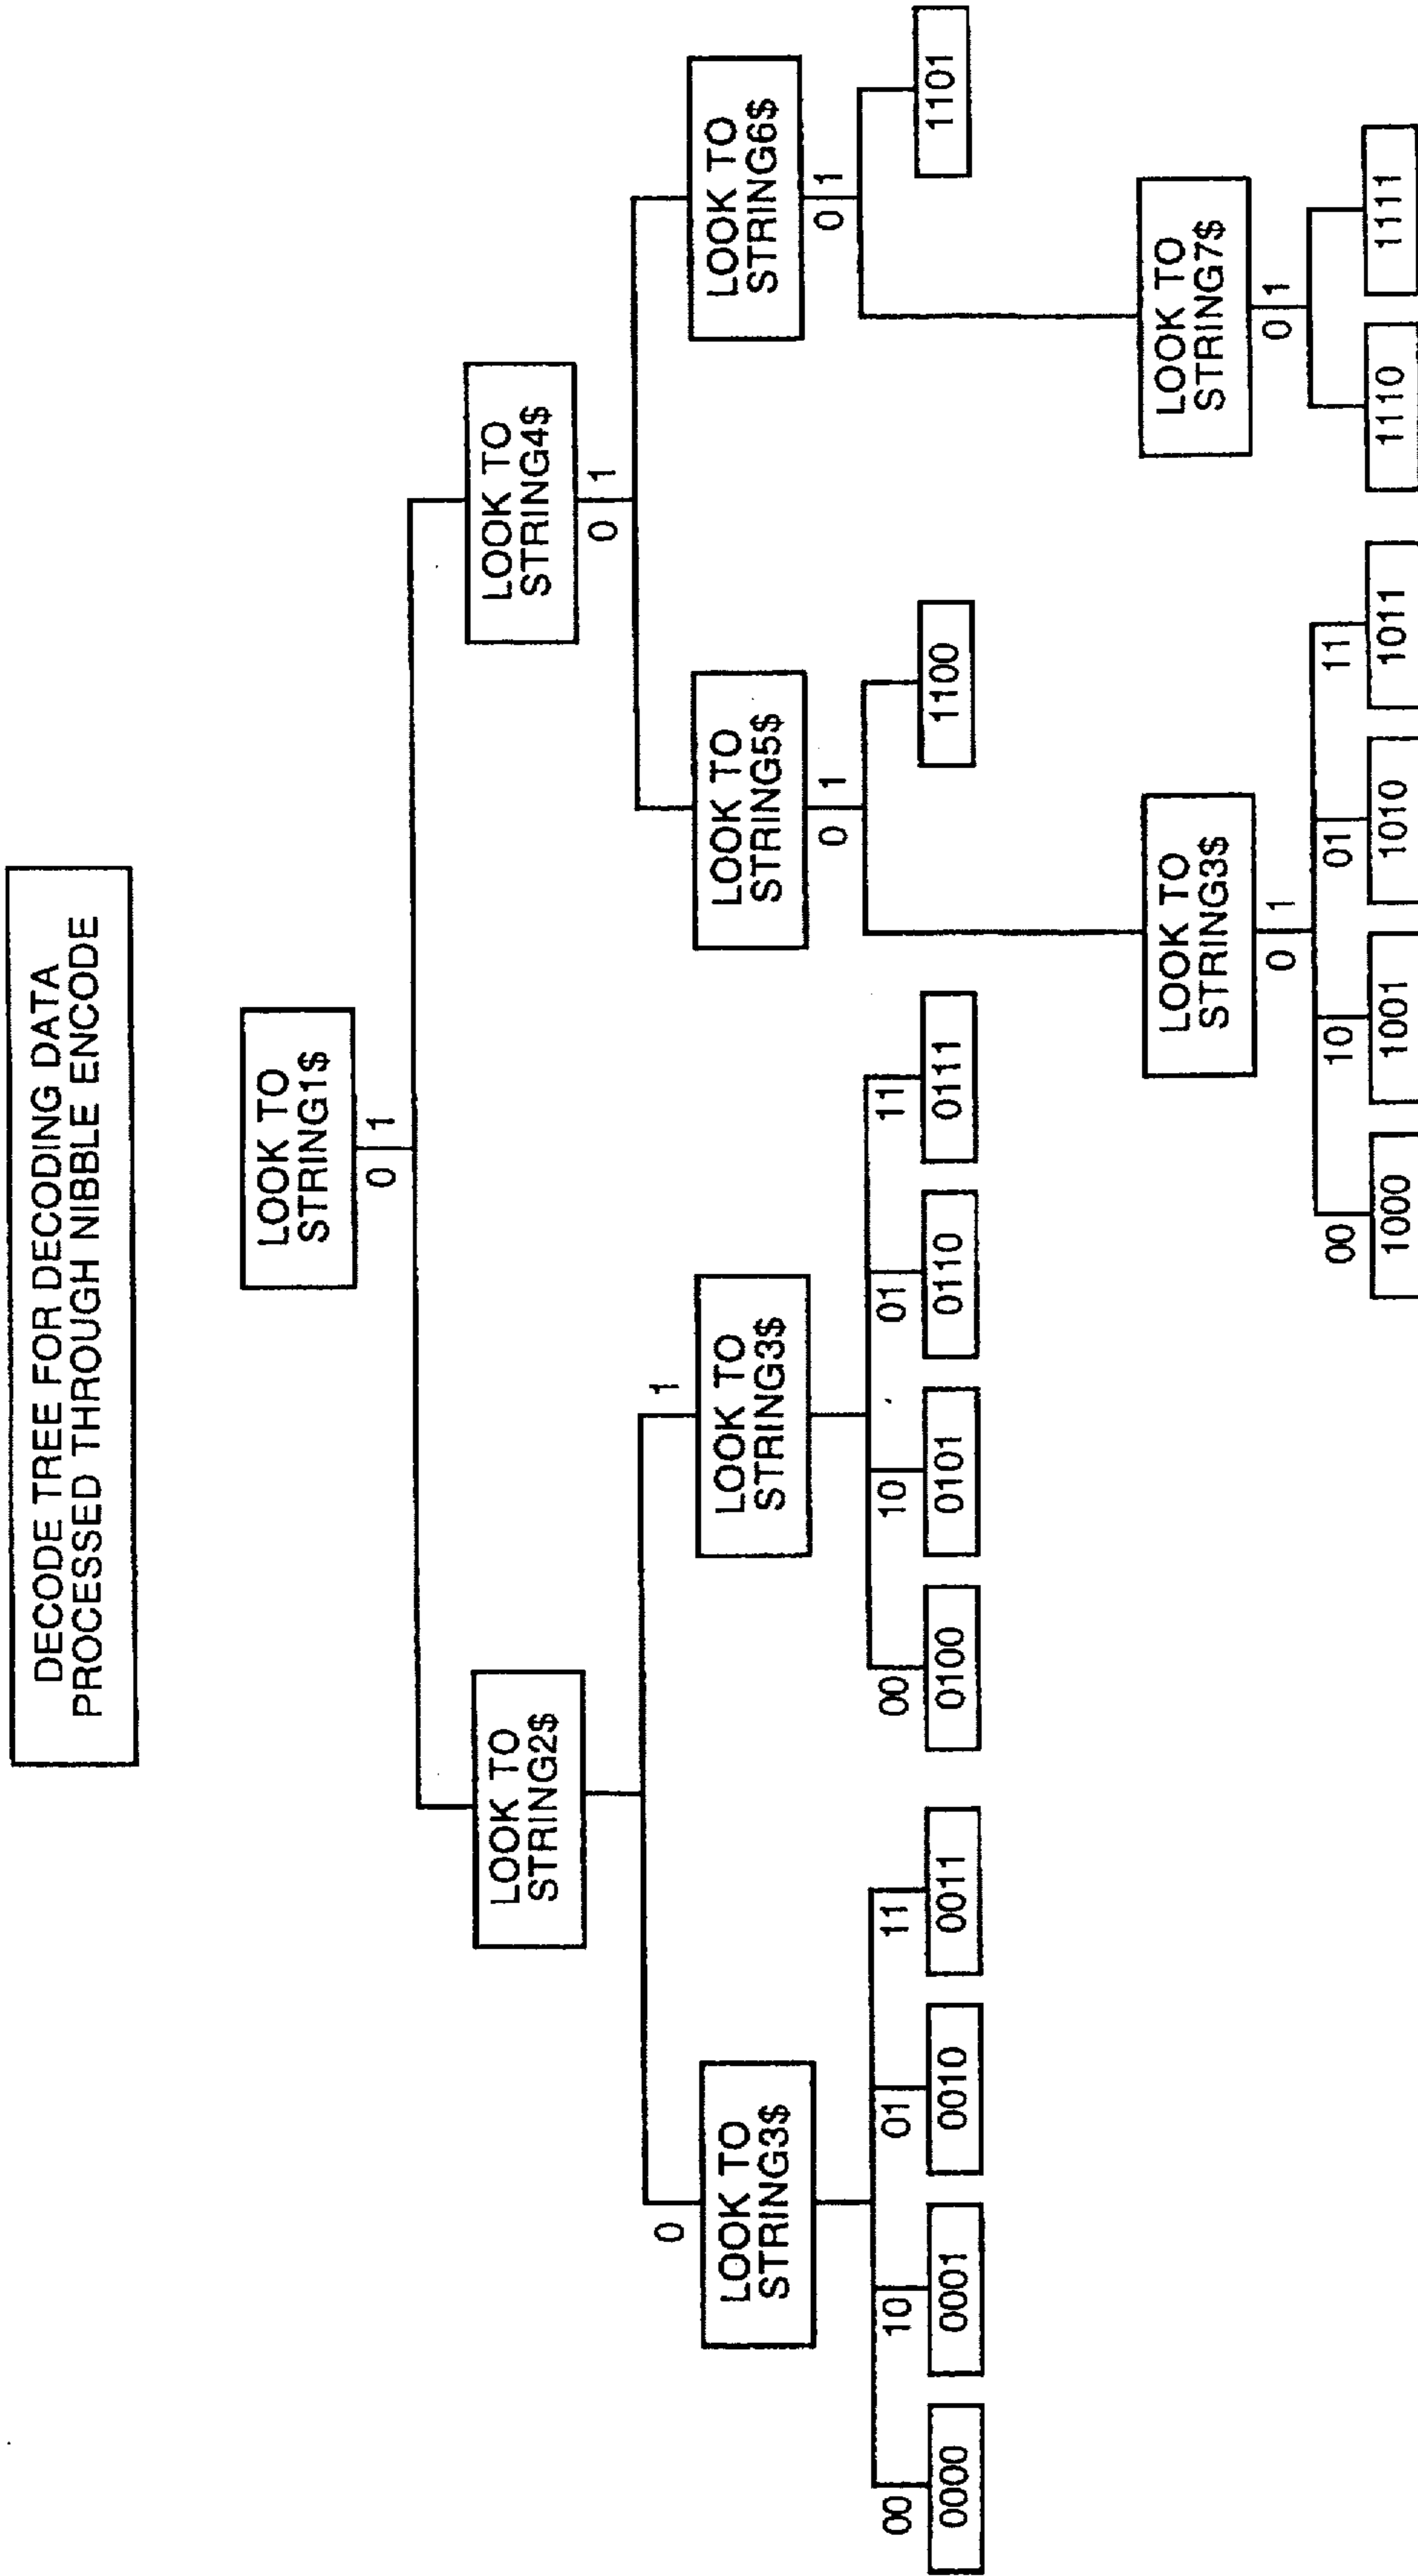 DECODE TREE FOR DECODING DATA
PROCESSED THROUGH NIBBLE ENCODE
LOOK TO
STRING1$
0 1
LOOK TO
STRING2$
LOOK TO
STRING4$
0 1
0
1
LOOK TO
STRING3$
LOOK TO
STRING3$
LOOK TO
STRING5$
0 1
LOOK TO
STRING6$
0 1
00
10
01
11
0000
0001
0010
0011
00
10
01
11
0100
0101
0110
0111
1100
1101
LOOK TO
STRING3$
0 1
LOOK TO
STRING7$
0 1
00
10
01
11
1000
1001
1010
1011
1110
1111